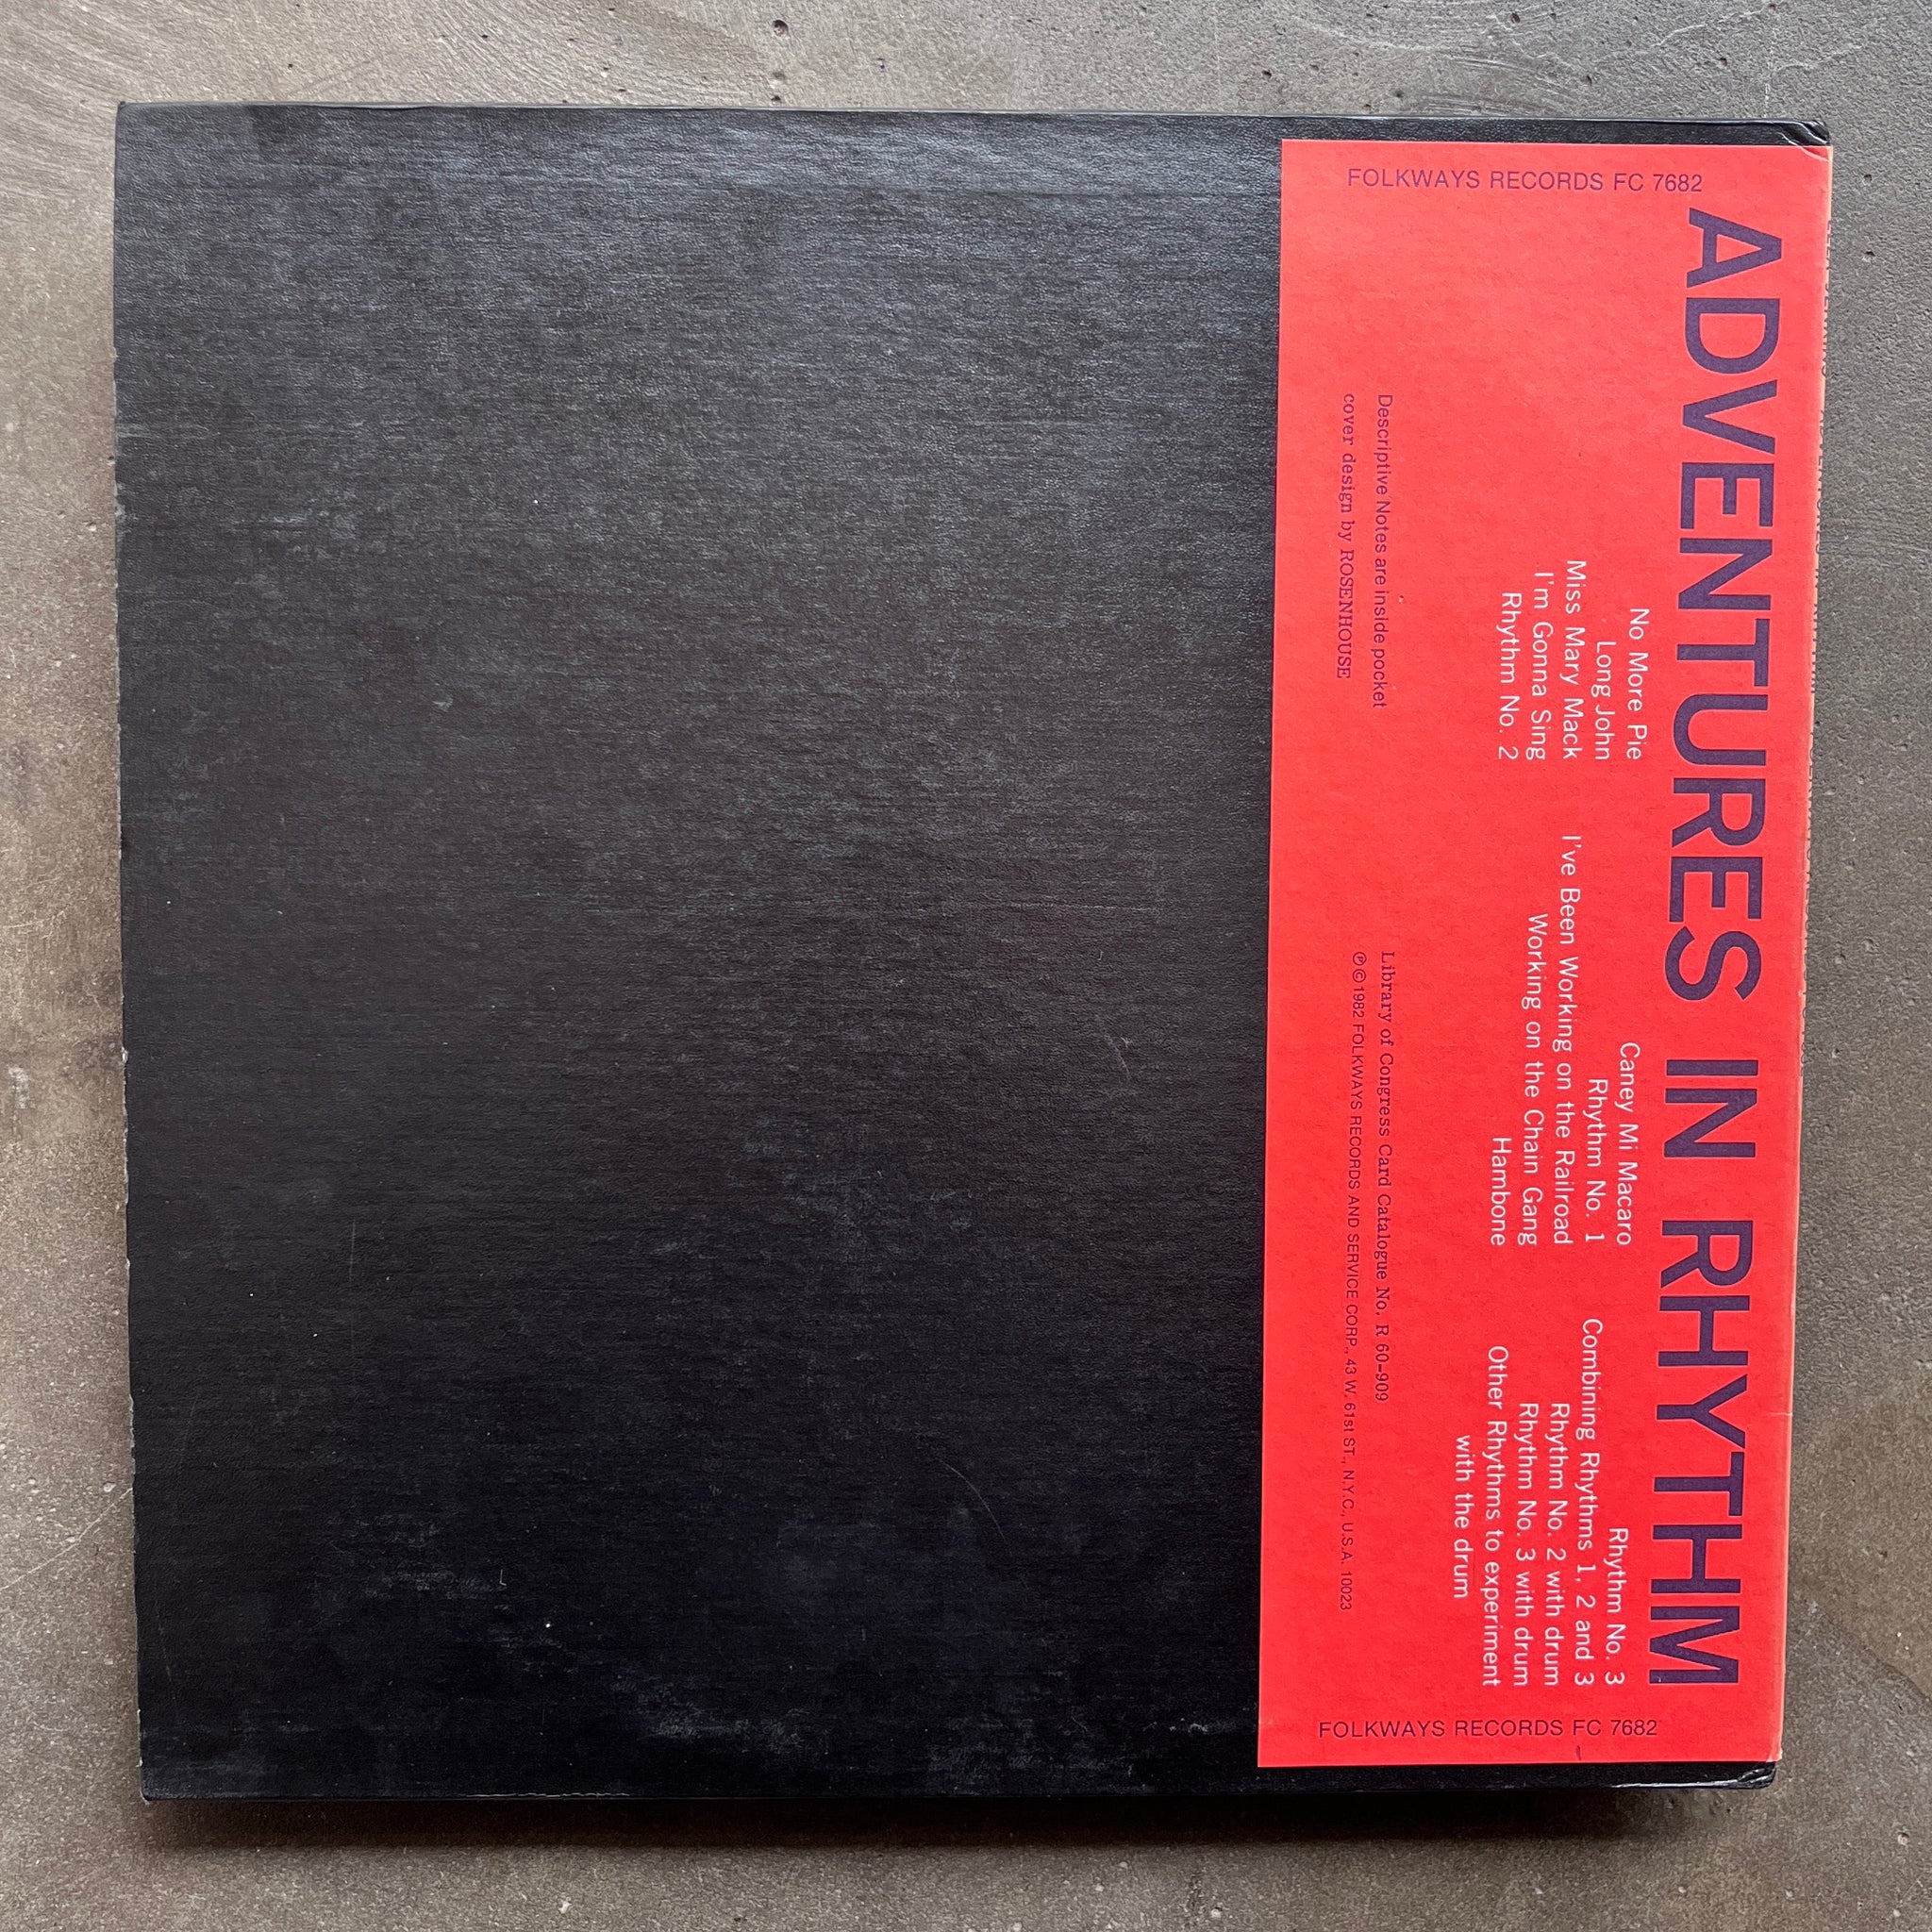 FOLKWAYS RECORDS FC 7682
ADVENTURES IN RHYTHM
No More Pie
Long John
Miss Mary Mack
I'm Gonna Sing
Rhythm No. 2
Caney Mi Macaro
Rhythm No. 1
I've Been Working on the Railroad
Working on the Chain Gang
Hambone
Rhythm No. 3
Combining Rhythms 1, 2 and 3
Rhythm No. 2 with drum
Rhythm No. 3 with drum
Other Rhythms to experiment
with the drum
Descriptive Notes are inside pocket
cover design by ROSENHOUSE
Library of Congress Card Catalogue No. R 60-909
℗©1982 FOLKWAYS RECORDS AND SERVICE CORP., 43 W. 61st ST., N.Y.C., U.S.A. 10023
FOLKWAYS RECORDS FC 7682